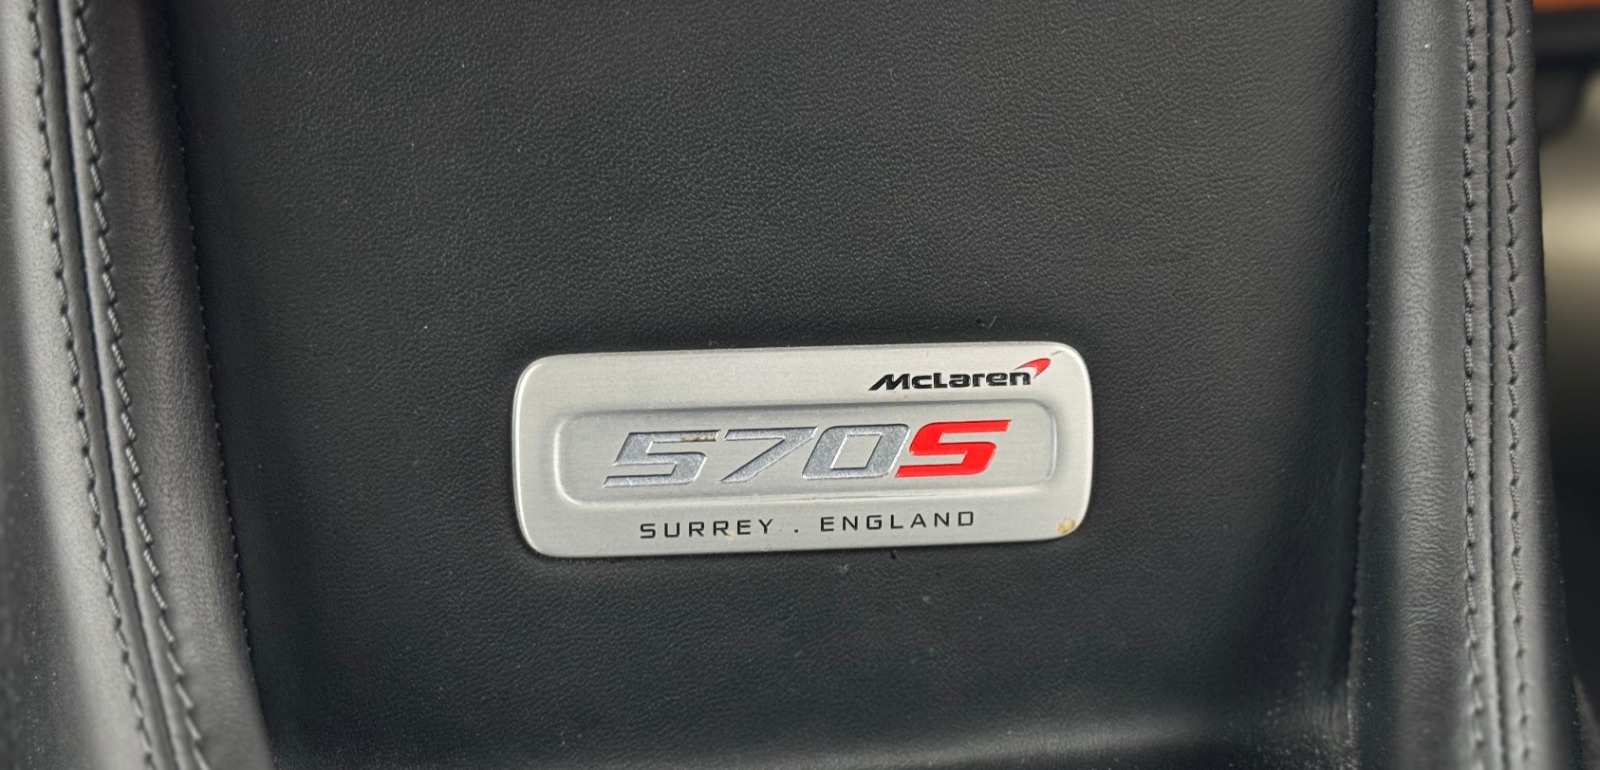 McLaren
570S
SURREY . ENGLAND